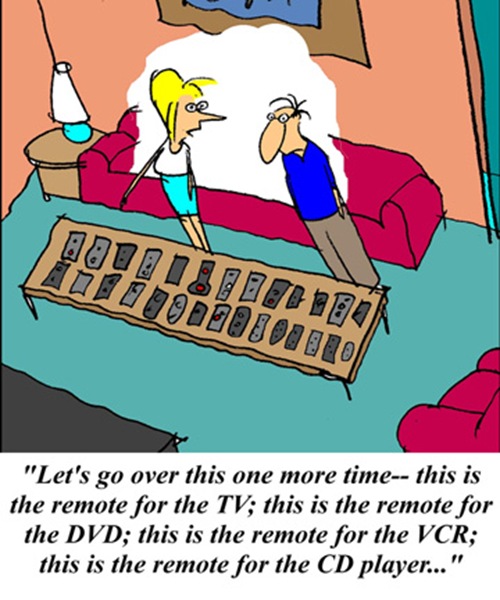 "Let's go over this one more time-- this is
the remote for the TV; this is the remote for
the DVD; this is the remote for the VCR;
this is the remote for the CD player..."